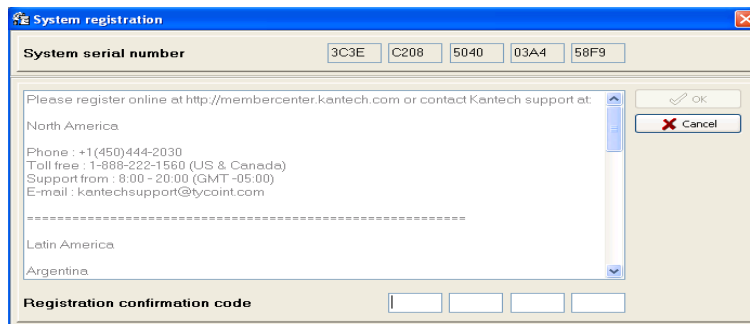 System registration
System serial number 3C3E C208 5040 03A4 58F9
Please register online at http://membercenter.kantech.com or contact Kantech support at:
OK
North America
Cancel
Phone : +1(450)444-2030
Toll free : 1-888-222-1560 (US & Canada)
Support from : 8:00 - 20:00 (GMT -05:00)
E-mail : kantechsupport@tycoint.com
===========================================================
Latin America
Argentina
Registration confirmation code